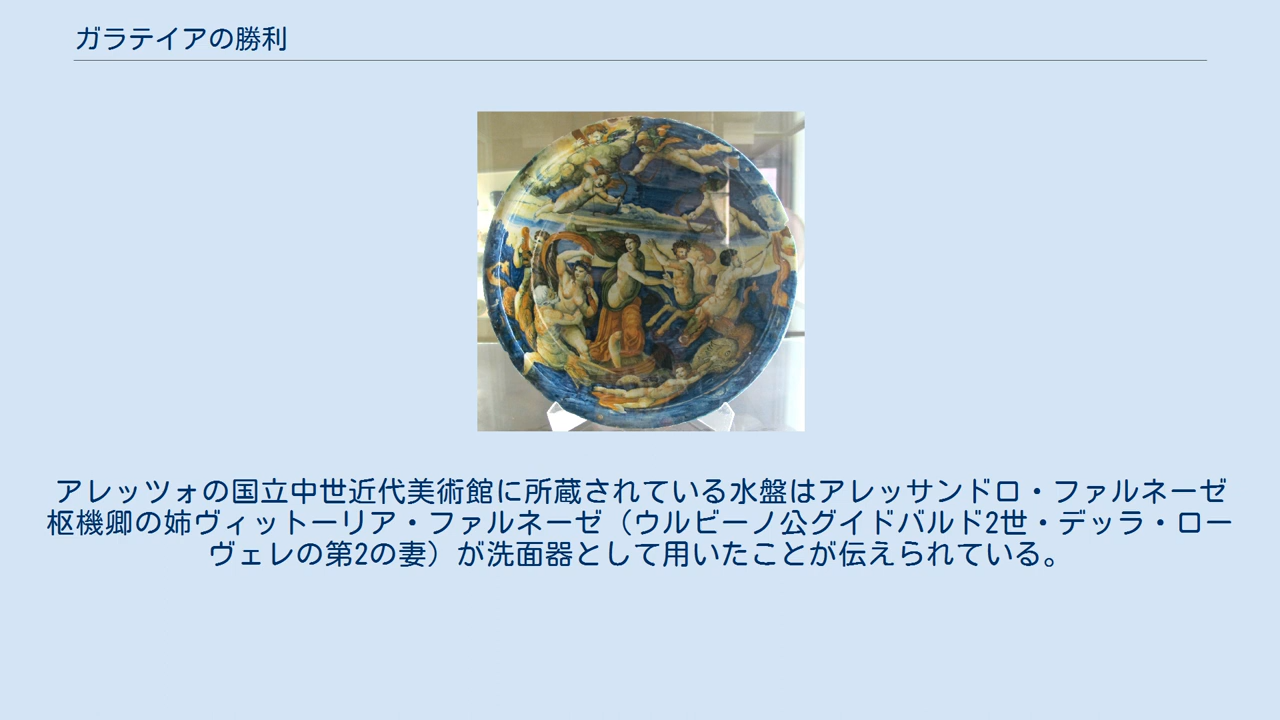 ガラテイアの勝利
アレッツォの国立中世近代美術館に所蔵されている水盤はアレッサンドロ・ファルネーゼ
枢機卿の姉ヴィットーリア・ファルネーゼ（ウルビーノ公グイドバルド2世・デッラ・ロー
ヴェレの第2の妻）が洗面器として用いたことが伝えられている。